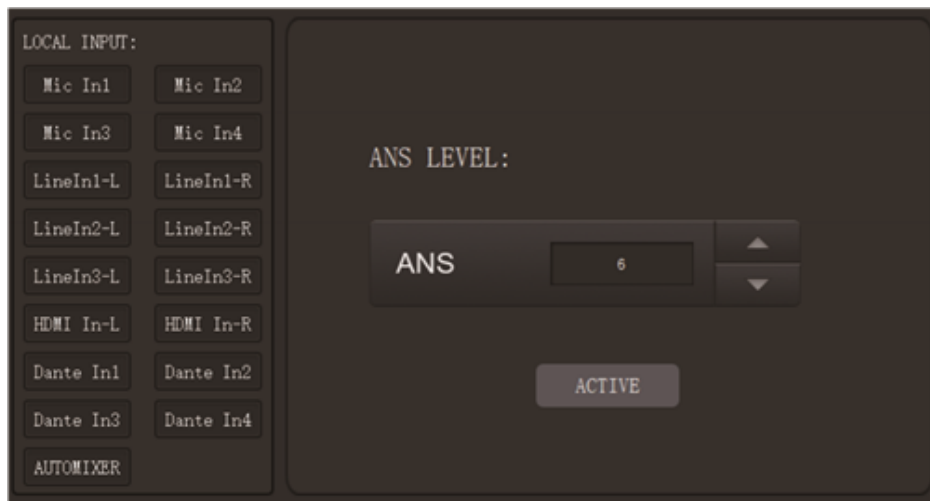 LOCAL INPUT:
Mic In1 Mic In2
Mic In3 Mic In4
LineIn1-L LineIn1-R
LineIn2-L LineIn2-R
LineIn3-L LineIn3-R
HDMI In-L HDMI In-R
Dante In1 Dante In2
Dante In3 Dante In4
AUTOMIXER
ANS LEVEL:
ANS 6
ACTIVE